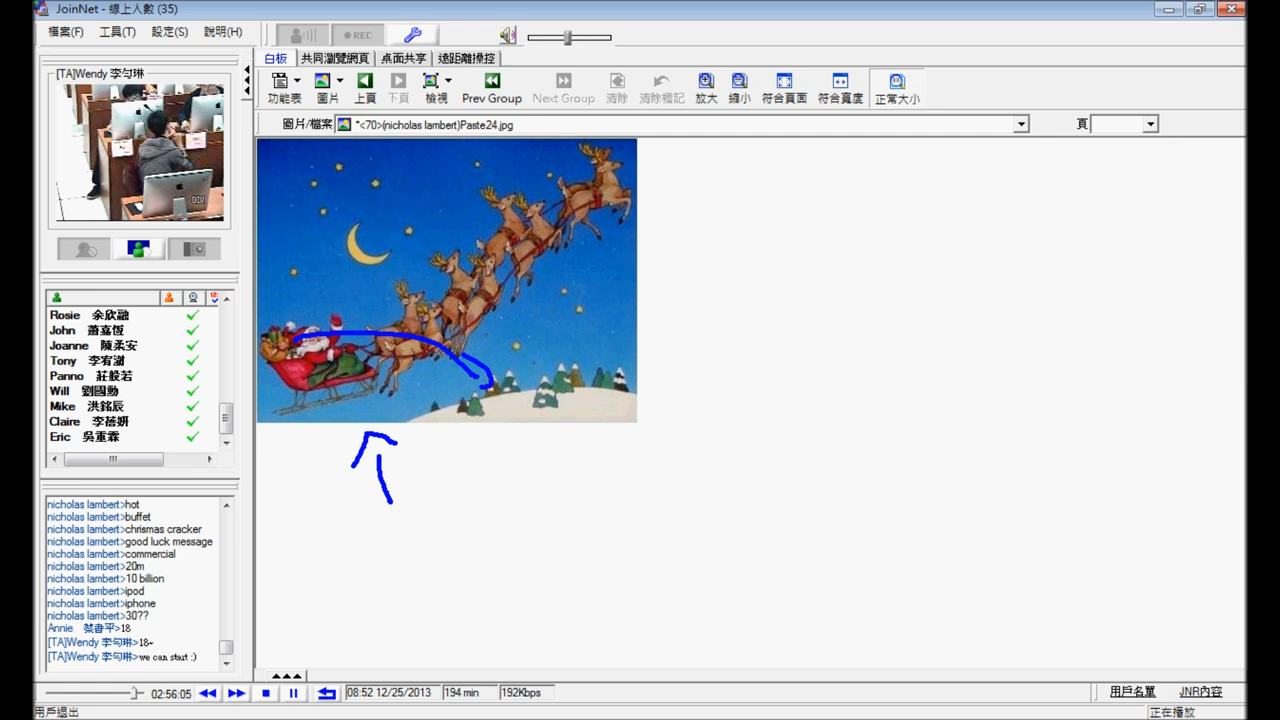 JoinNet - 線上人數 (35)
檔案(F) 工具(T) 設定(S) 說明(H)
REC
[TA]Wendy 李勻琳
白板 共同瀏覽網頁 桌面共享 遠距離操控
功能表 圖片 上頁 下頁 檢視 Prev Group Next Group 清除 清除標記 放大 縮小 符合頁面 符合寬度 正常大小
圖片/檔案 *<70>(nicholas lambert)Paste24.jpg 頁
Rosie 余欣融
John 蕭嘉恆
Joanne 陳柔安
Tony 李宥澍
Panno 莊般若
Will 劉國勳
Mike 洪銘辰
Claire 李蓓妍
Eric 吳重霖
nicholas lambert>hot
nicholas lambert>buffet
nicholas lambert>chrismas cracker
nicholas lambert>good luck message
nicholas lambert>commercial
nicholas lambert>20m
nicholas lambert>10 billion
nicholas lambert>ipod
nicholas lambert>iphone
nicholas lambert>30??
Annie 蔡書平>18
[TA]Wendy 李勻琳>18~
[TA]Wendy 李勻琳>we can start :)
02:56:05 08:52 12/25/2013 194 min 192Kbps 用戶名單 JNR內容
用戶退出 正在播放